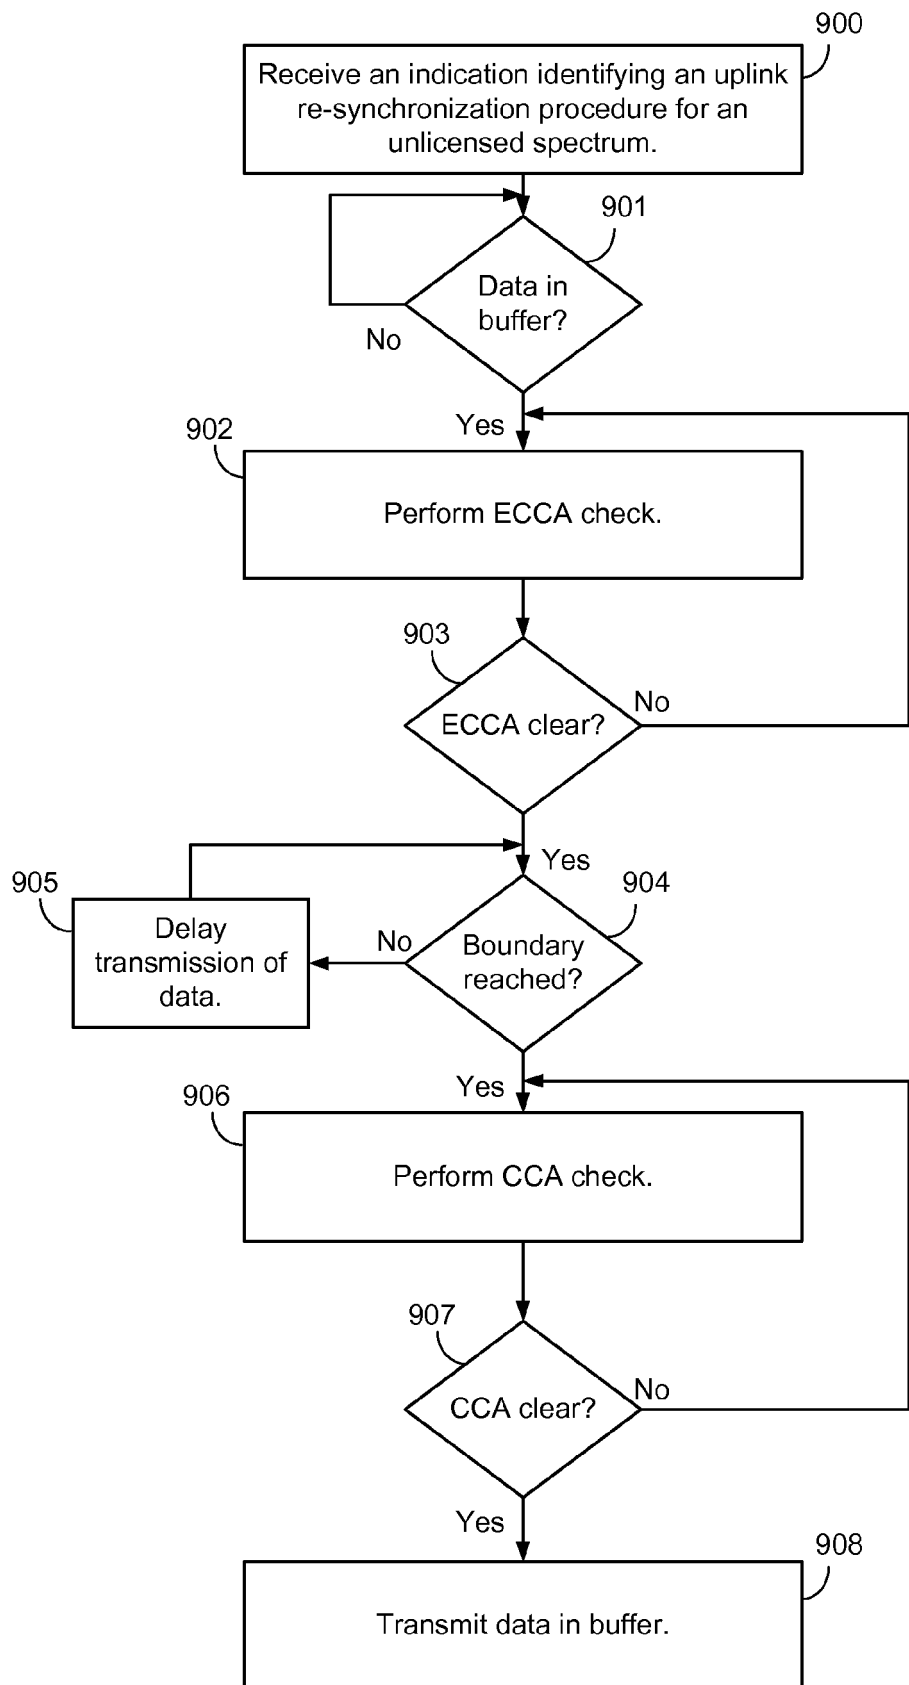 900
Receive an indication identifying an uplink
re-synchronization procedure for an
unlicensed spectrum.
901
Data in
buffer?
No
Yes
902
Perform ECCA check.
903
ECCA clear?
No
Yes
904
905
Delay
transmission of
data.
No
Boundary
reached?
Yes
906
Perform CCA check.
907
CCA clear?
No
Yes
908
Transmit data in buffer.